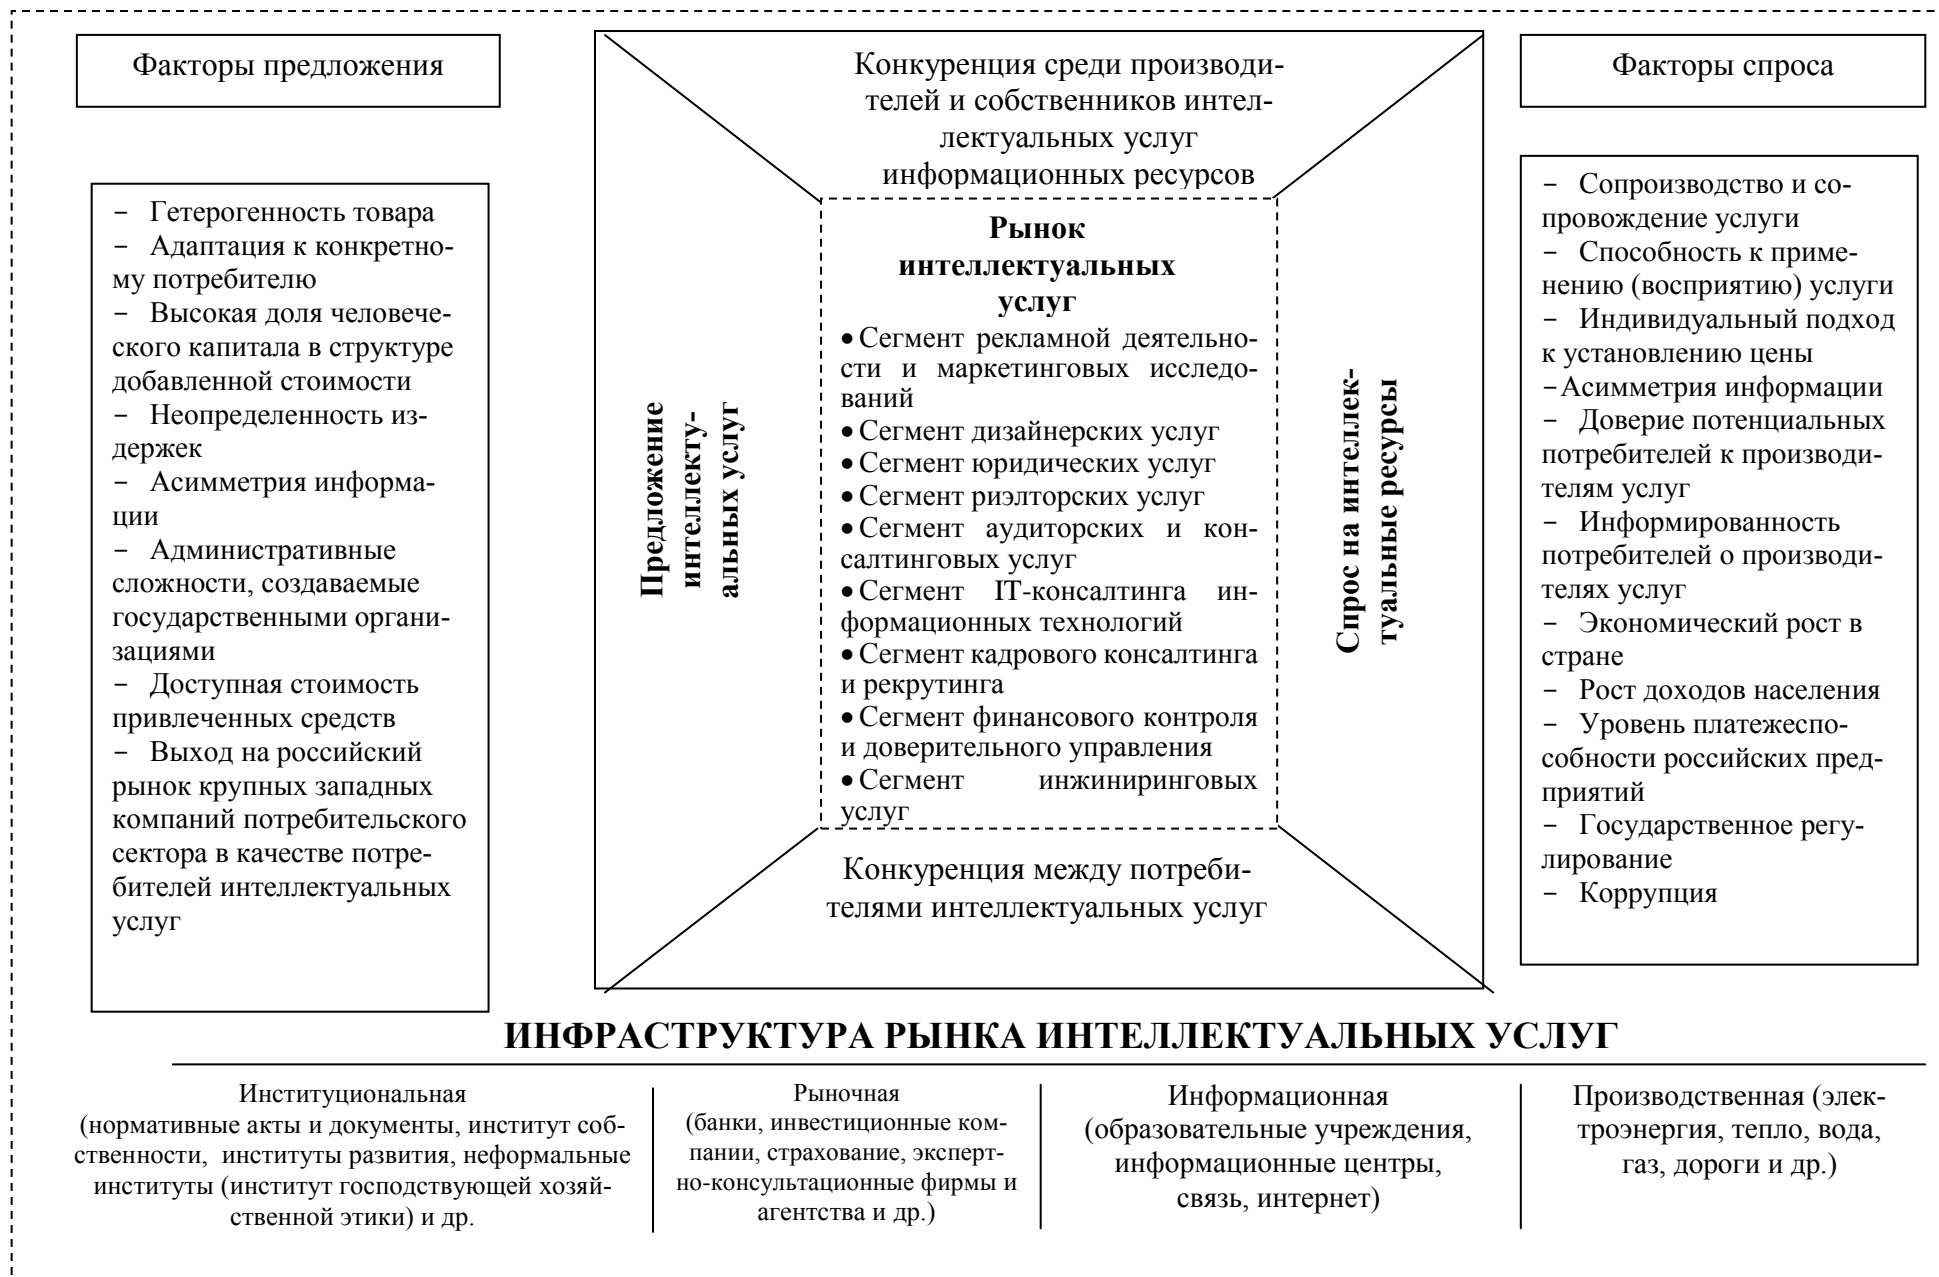 Факторы предложения
− Гетерогенность товара
− Адаптация к конкретно-
му потребителю
− Высокая доля человече-
ского капитала в структуре
добавленной стоимости
− Неопределенность из-
держек
− Асимметрия информа-
ции
− Административные
сложности, создаваемые
государственными органи-
зациями
− Доступная стоимость
привлеченных средств
− Выход на российский
рынок крупных западных
компаний потребительского
сектора в качестве потре-
бителей интеллектуальных
услуг
Конкуренция среди производи-
телей и собственников интел-
лектуальных услуг
информационных ресурсов
Предложение
интеллекту-
альных услуг
Рынок
интеллектуальных
услуг
• Сегмент рекламной деятельно-
сти и маркетинговых исследо-
ваний
• Сегмент дизайнерских услуг
• Сегмент юридических услуг
• Сегмент риэлторских услуг
• Сегмент аудиторских и кон-
салтинговых услуг
• Сегмент IT-консалтинга ин-
формационных технологий
• Сегмент кадрового консалтинга
и рекрутинга
• Сегмент финансового контроля
и доверительного управления
• Сегмент инжиниринговых
услуг
Спрос на интеллек-
туальные ресурсы
Конкуренция между потреби-
телями интеллектуальных услуг
Факторы спроса
− Сопроизводство и со-
провождение услуги
− Способность к приме-
нению (восприятию) услуги
− Индивидуальный подход
к установлению цены
−Асимметрия информации
− Доверие потенциальных
потребителей к производи-
телям услуг
− Информированность
потребителей о производи-
телях услуг
− Экономический рост в
стране
− Рост доходов населения
− Уровень платежеспо-
собности российских пред-
приятий
− Государственное регу-
лирование
− Коррупция
ИНФРАСТРУКТУРА РЫНКА ИНТЕЛЛЕКТУАЛЬНЫХ УСЛУГ
Институциональная
(нормативные акты и документы, институт соб-
ственности, институты развития, неформальные
институты (институт господствующей хозяй-
ственной этики) и др.
Рыночная
(банки, инвестиционные ком-
пании, страхование, эксперт-
но-консультационные фирмы и
агентства и др.)
Информационная
(образовательные учреждения,
информационные центры,
связь, интернет)
Производственная (элек-
троэнергия, тепло, вода,
газ, дороги и др.)